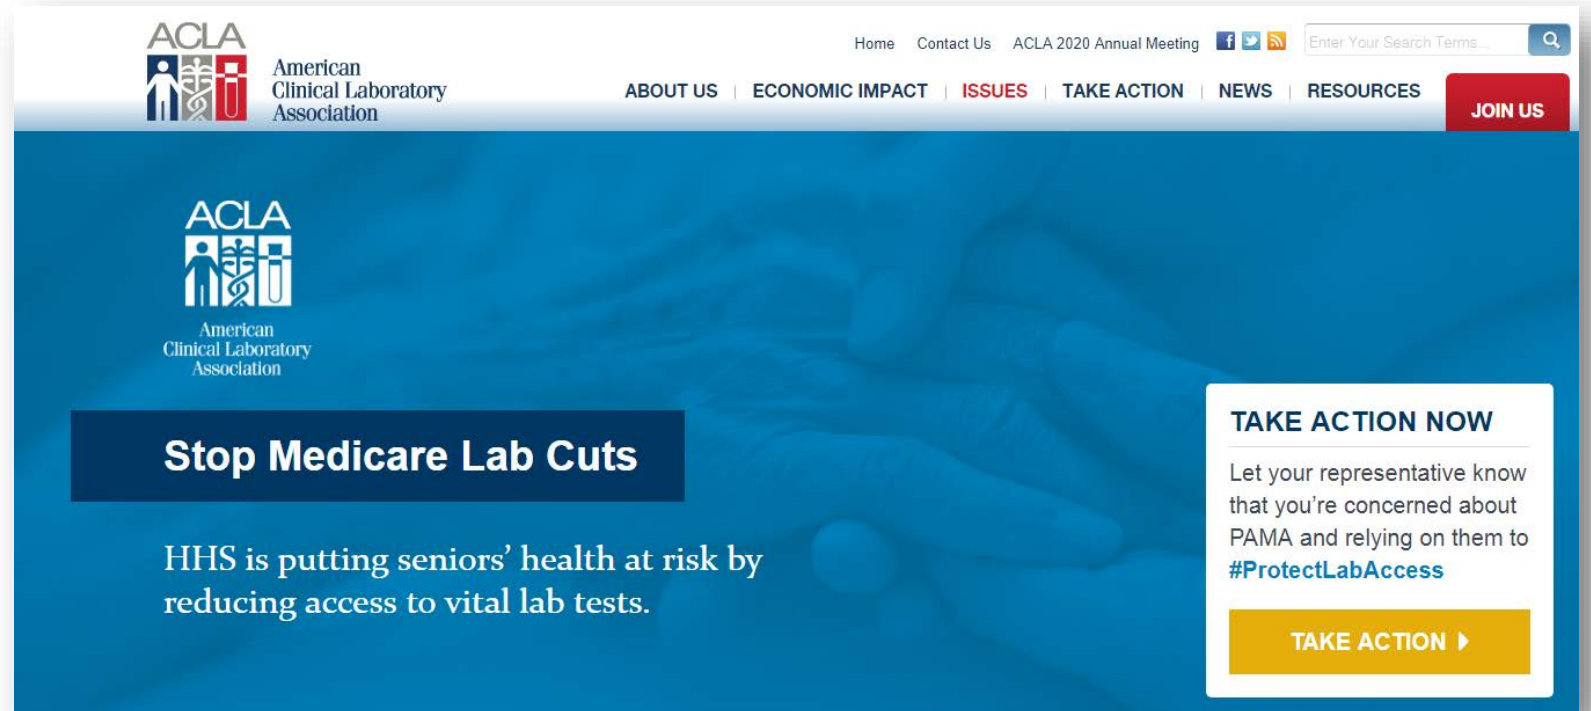 ACLA
American
Clinical Laboratory
Association
Home Contact Us ACLA 2020 Annual Meeting
Enter Your Search Terms...
ABOUT US | ECONOMIC IMPACT | ISSUES | TAKE ACTION | NEWS | RESOURCES
JOIN US
ACLA
American
Clinical Laboratory
Association
Stop Medicare Lab Cuts
HHS is putting seniors’ health at risk by
reducing access to vital lab tests.
TAKE ACTION NOW
Let your representative know
that you’re concerned about
PAMA and relying on them to
#ProtectLabAccess
TAKE ACTION